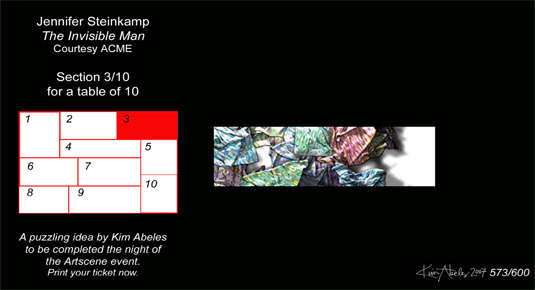 Jennifer Steinkamp
The Invisible Man
Courtesy ACME
Section 3/10
for a table of 10
1
2
3
4
5
6
7
8
9
10
A puzzling idea by Kim Abeles
to be completed the night of
the Artscene event.
Print your ticket now.
Kim Abeles 2007 573/600